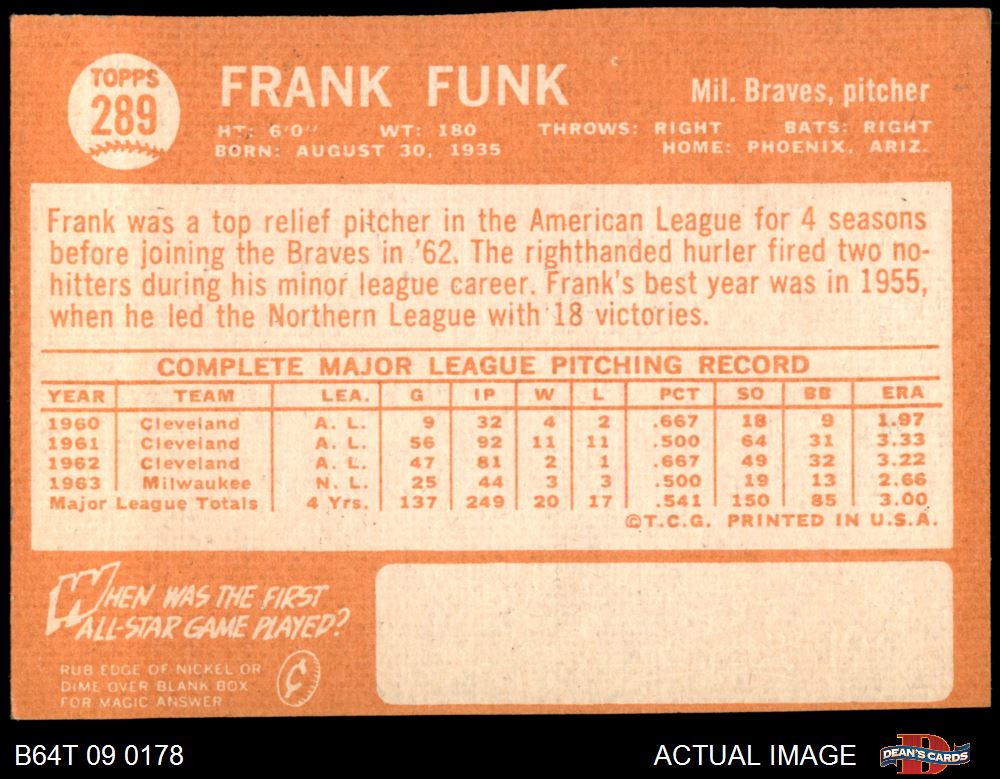 TOPPS
289
FRANK FUNK
Mil. Braves, pitcher
HT: 6'0" WT: 180 THROWS: RIGHT BATS: RIGHT
BORN: AUGUST 30, 1935 HOME: PHOENIX, ARIZ.
Frank was a top relief pitcher in the American League for 4 seasons
before joining the Braves in '62. The righthanded hurler fired two no-
hitters during his minor league career. Frank's best year was in 1955,
when he led the Northern League with 18 victories.
COMPLETE MAJOR LEAGUE PITCHING RECORD
YEAR TEAM LEA. G IP W L PCT SO BB ERA
1960 Cleveland A. L. 9 32 4 2 .667 18 9 1.97
1961 Cleveland A. L. 56 92 11 11 .500 64 31 3.33
1962 Cleveland A. L. 47 81 2 1 .667 49 32 3.22
1963 Milwaukee N. L. 25 44 3 3 .500 19 13 2.66
Major League Totals 4 Yrs. 137 249 20 17 .541 150 85 3.00
©T.C.G. PRINTED IN U.S.A.
WHEN WAS THE FIRST
ALL-STAR GAME PLAYED?
RUB EDGE OF NICKEL OR
DIME OVER BLANK BOX
FOR MAGIC ANSWER
¢
B64T 09 0178
ACTUAL IMAGE
D
DEAN'S CARDS